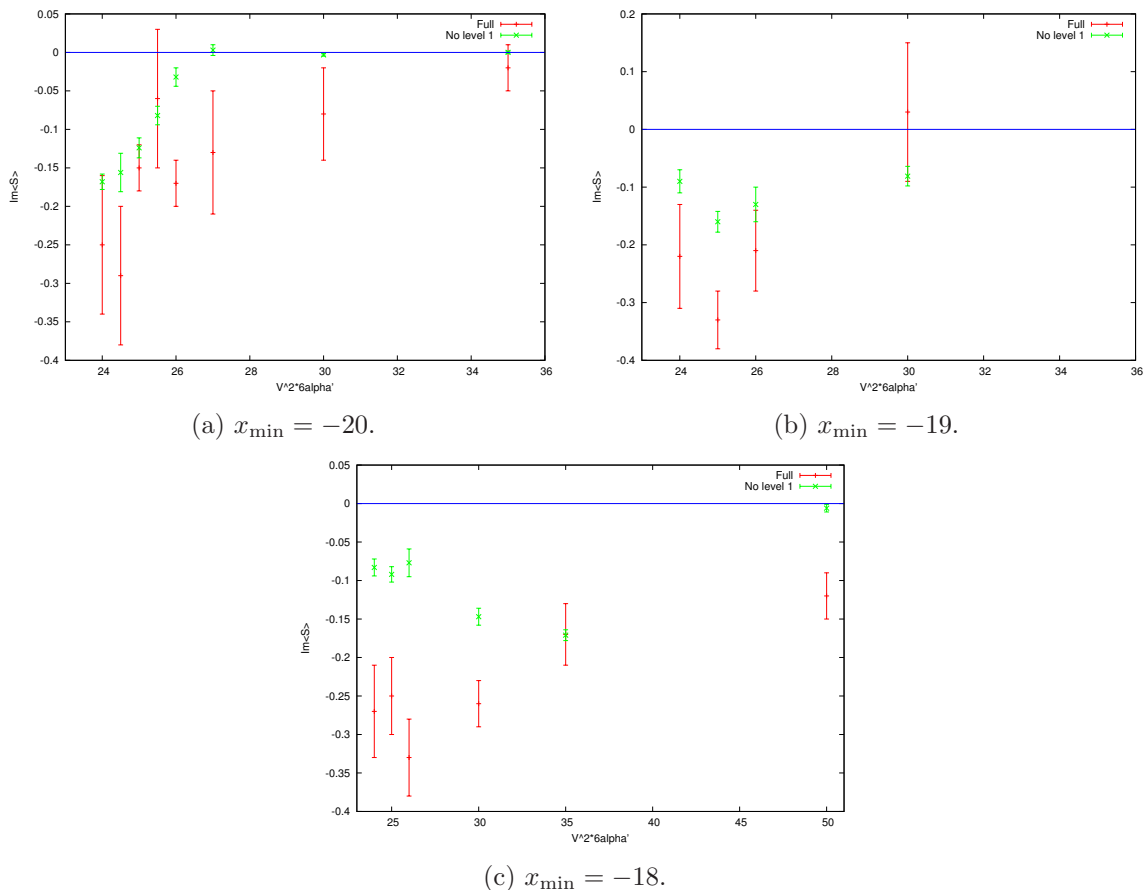 0.05
0
-0.05
-0.1
-0.15
-0.2
-0.25
-0.3
-0.35
-0.4
Im<S>
24 26 28 30 32 34 36
V^2*6alpha'
Full
No level 1
(a) x_min = −20.
0.2
0.1
0
-0.1
-0.2
-0.3
-0.4
Im<S>
24 26 28 30 32 34 36
V^2*6alpha'
Full
No level 1
(b) x_min = −19.
0.05
0
-0.05
-0.1
-0.15
-0.2
-0.25
-0.3
-0.35
-0.4
Im<S>
25 30 35 40 45 50
V^2*6alpha'
Full
No level 1
(c) x_min = −18.